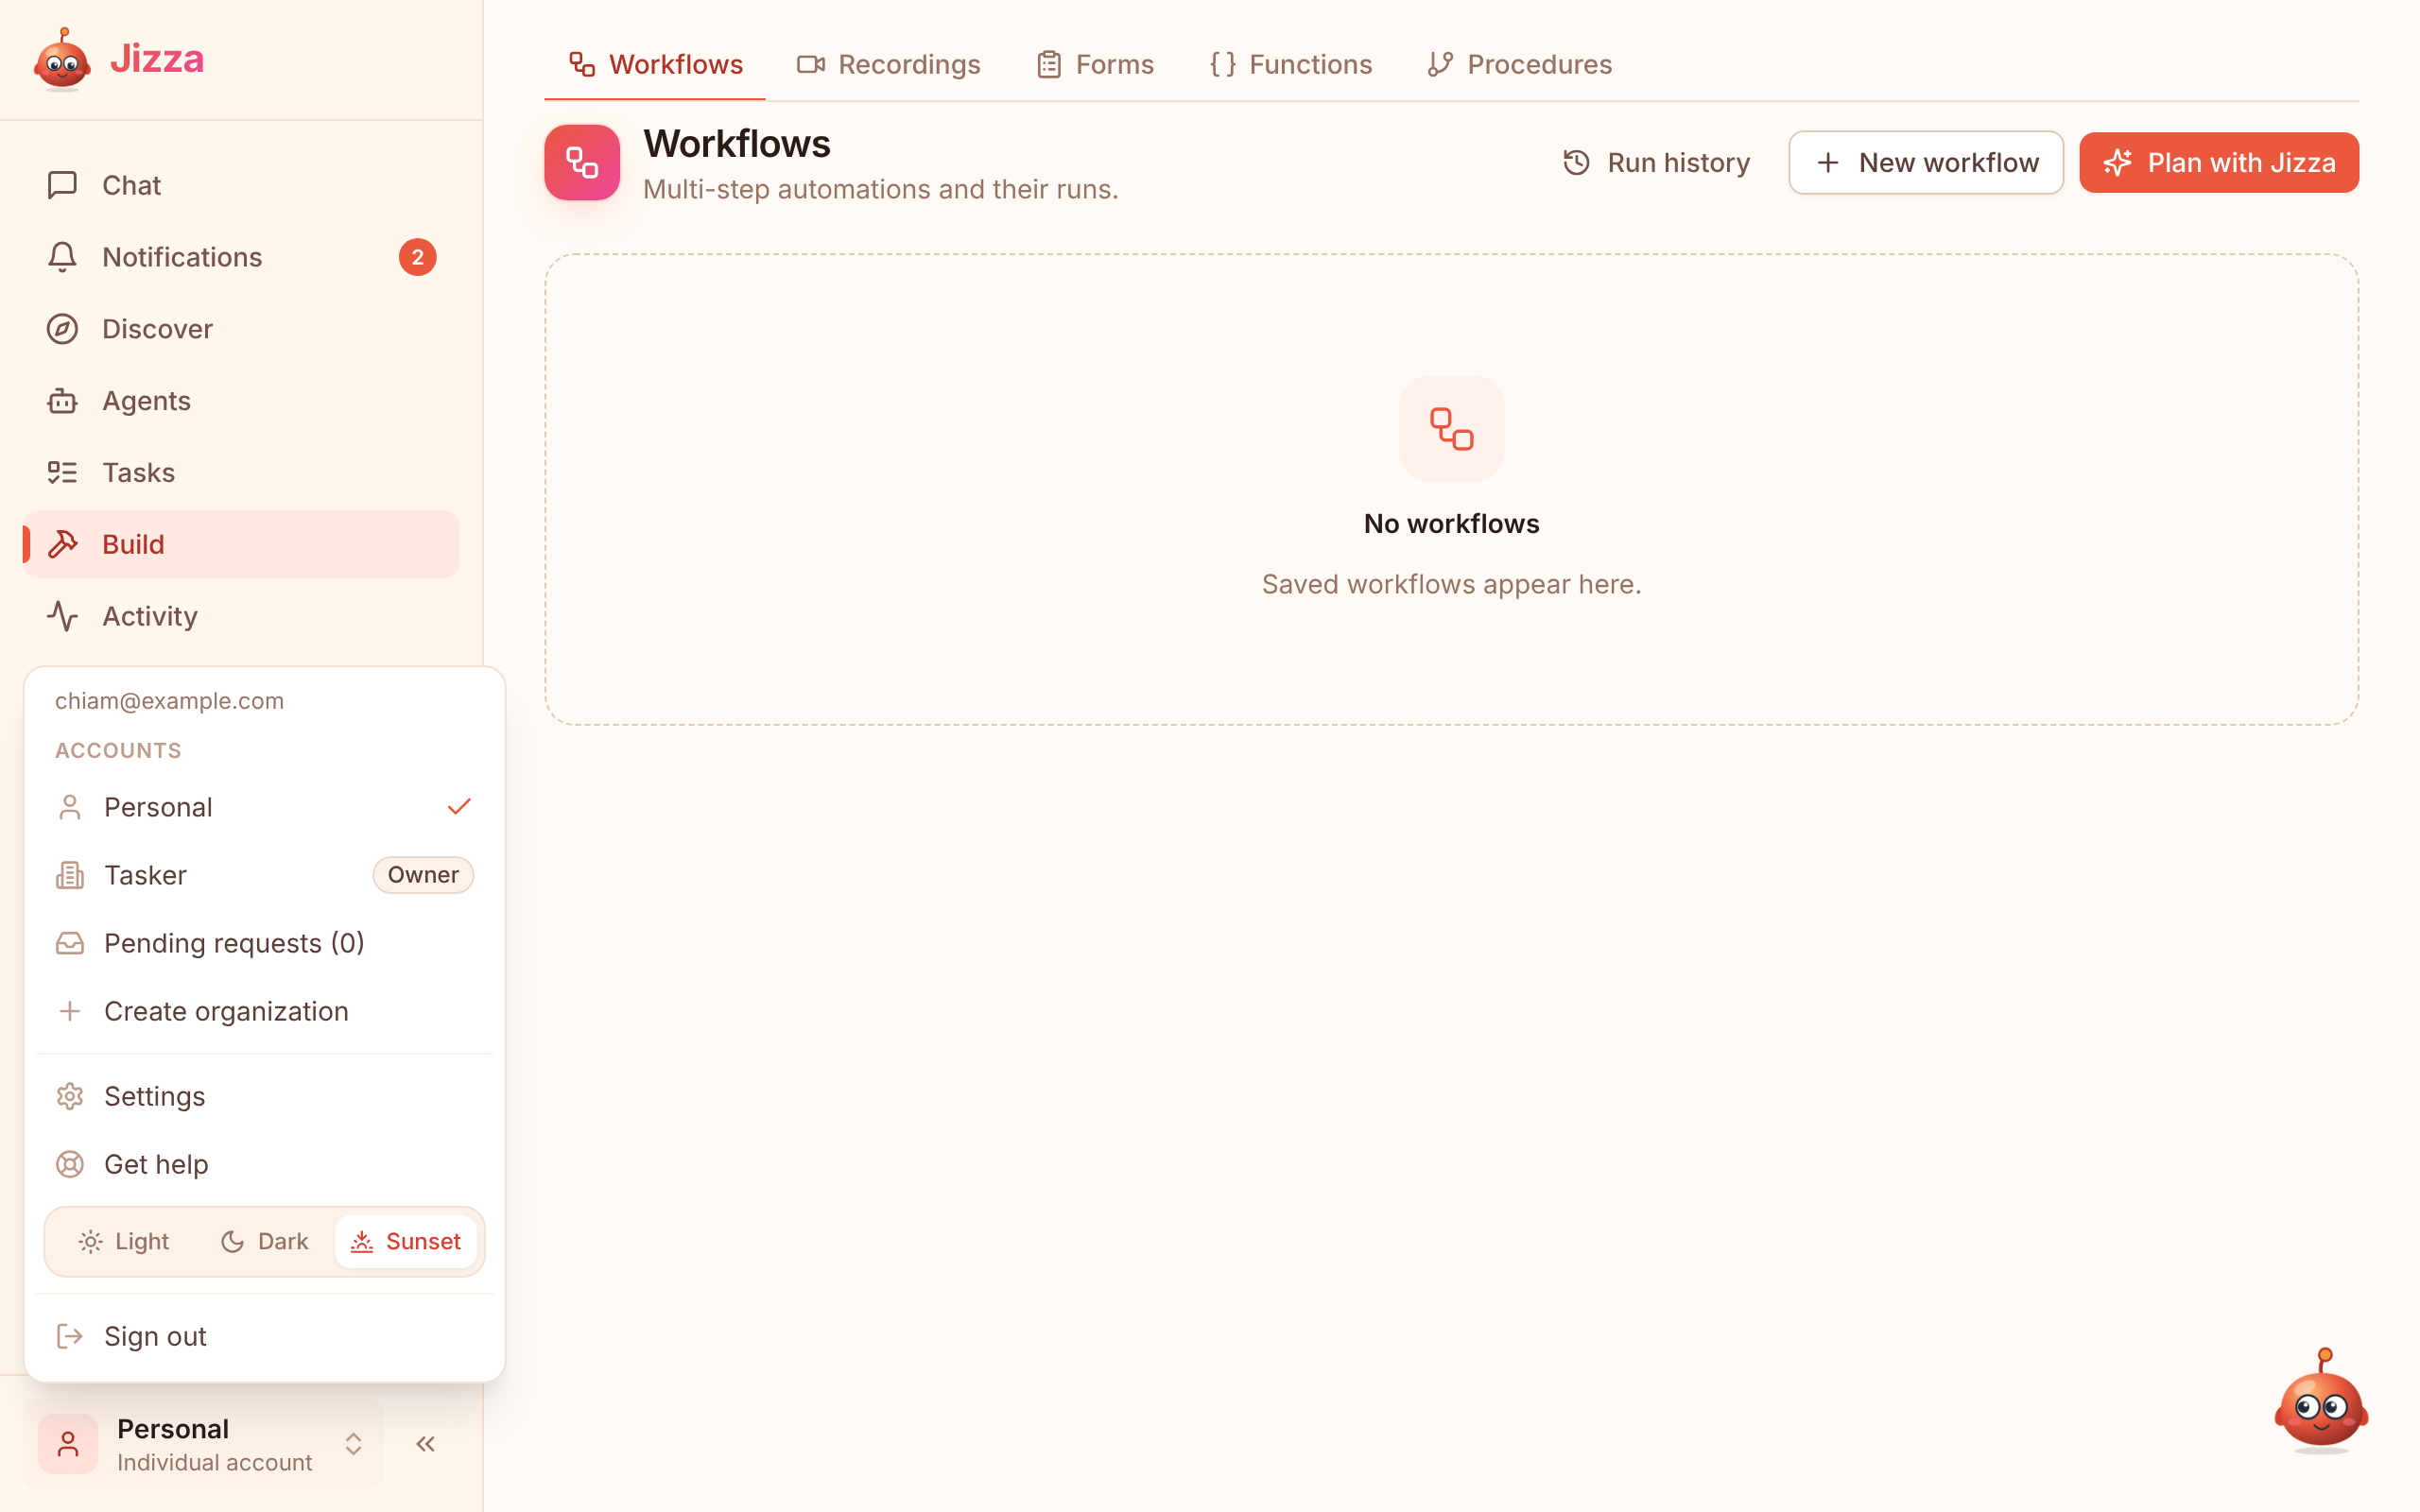 Jizza
Chat
Notifications 2
Discover
Agents
Tasks
Build
Activity
chiam@example.com
ACCOUNTS
Personal
Tasker Owner
Pending requests (0)
Create organization
Settings
Get help
Light Dark Sunset
Sign out
Personal
Individual account
Workflows Recordings Forms Functions Procedures
Workflows
Multi-step automations and their runs.
Run history New workflow Plan with Jizza
No workflows
Saved workflows appear here.